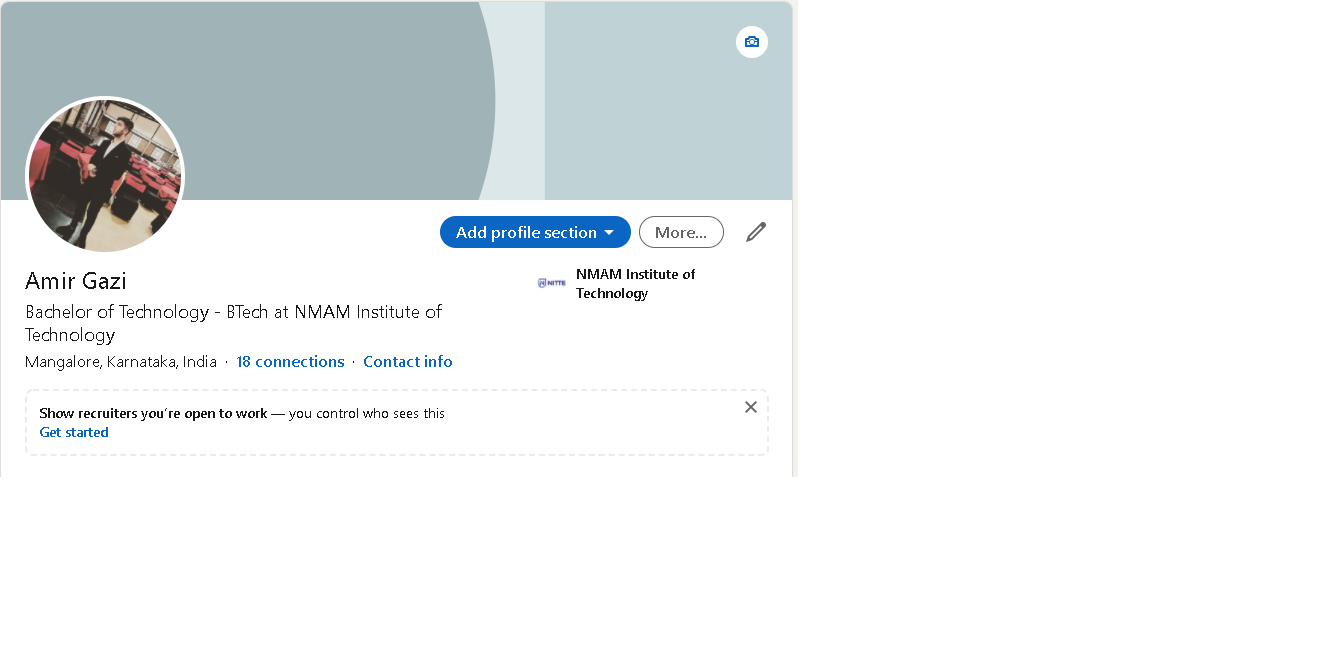 Add profile section
More...
Amir Gazi
NITTE
NMAM Institute of
Technology
Bachelor of Technology - BTech at NMAM Institute of
Technology
Mangalore, Karnataka, India · 18 connections · Contact info
Show recruiters you're open to work — you control who sees this
Get started